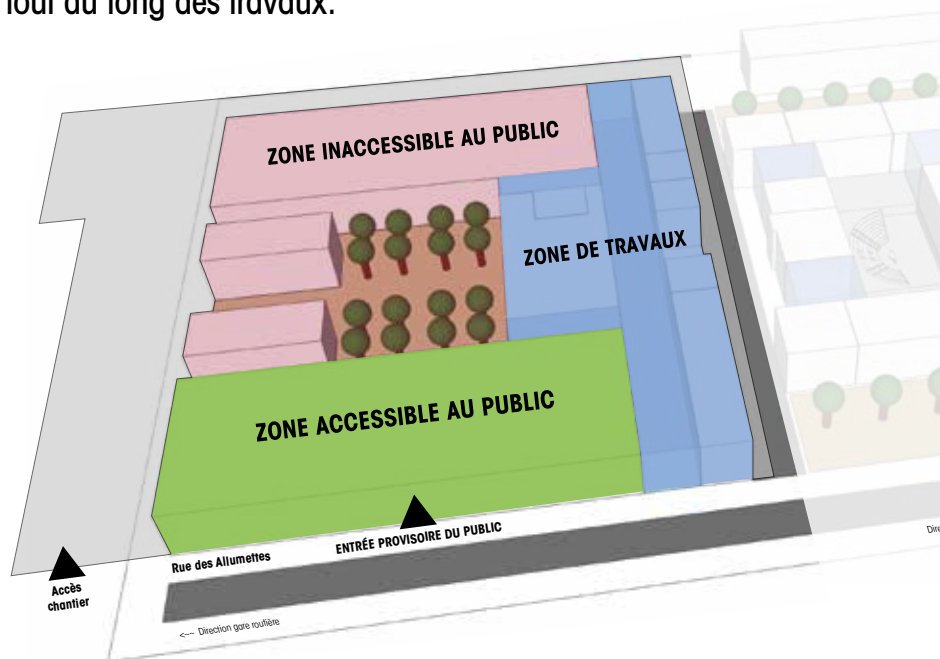 tout au long des travaux.
ZONE INACCESSIBLE AU PUBLIC
ZONE DE TRAVAUX
ZONE ACCESSIBLE AU PUBLIC
ENTRÉE PROVISOIRE DU PUBLIC
Rue des Allumettes
Accès
chantier
<-- Direction gare routière